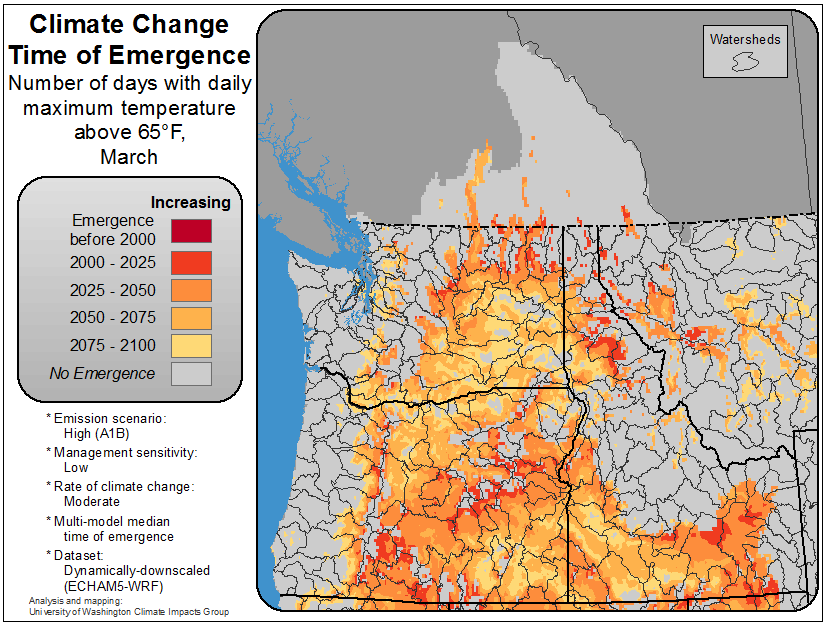 Climate Change
Time of Emergence
Number of days with daily
maximum temperature
above 65°F,
March
Increasing
Emergence
before 2000
2000 - 2025
2025 - 2050
2050 - 2075
2075 - 2100
No Emergence
* Emission scenario:
High (A1B)
* Management sensitivity:
Low
* Rate of climate change:
Moderate
* Multi-model median
time of emergence
* Dataset:
Dynamically-downscaled
(ECHAM5-WRF)
Analysis and mapping:
University of Washington Climate Impacts Group
Watersheds